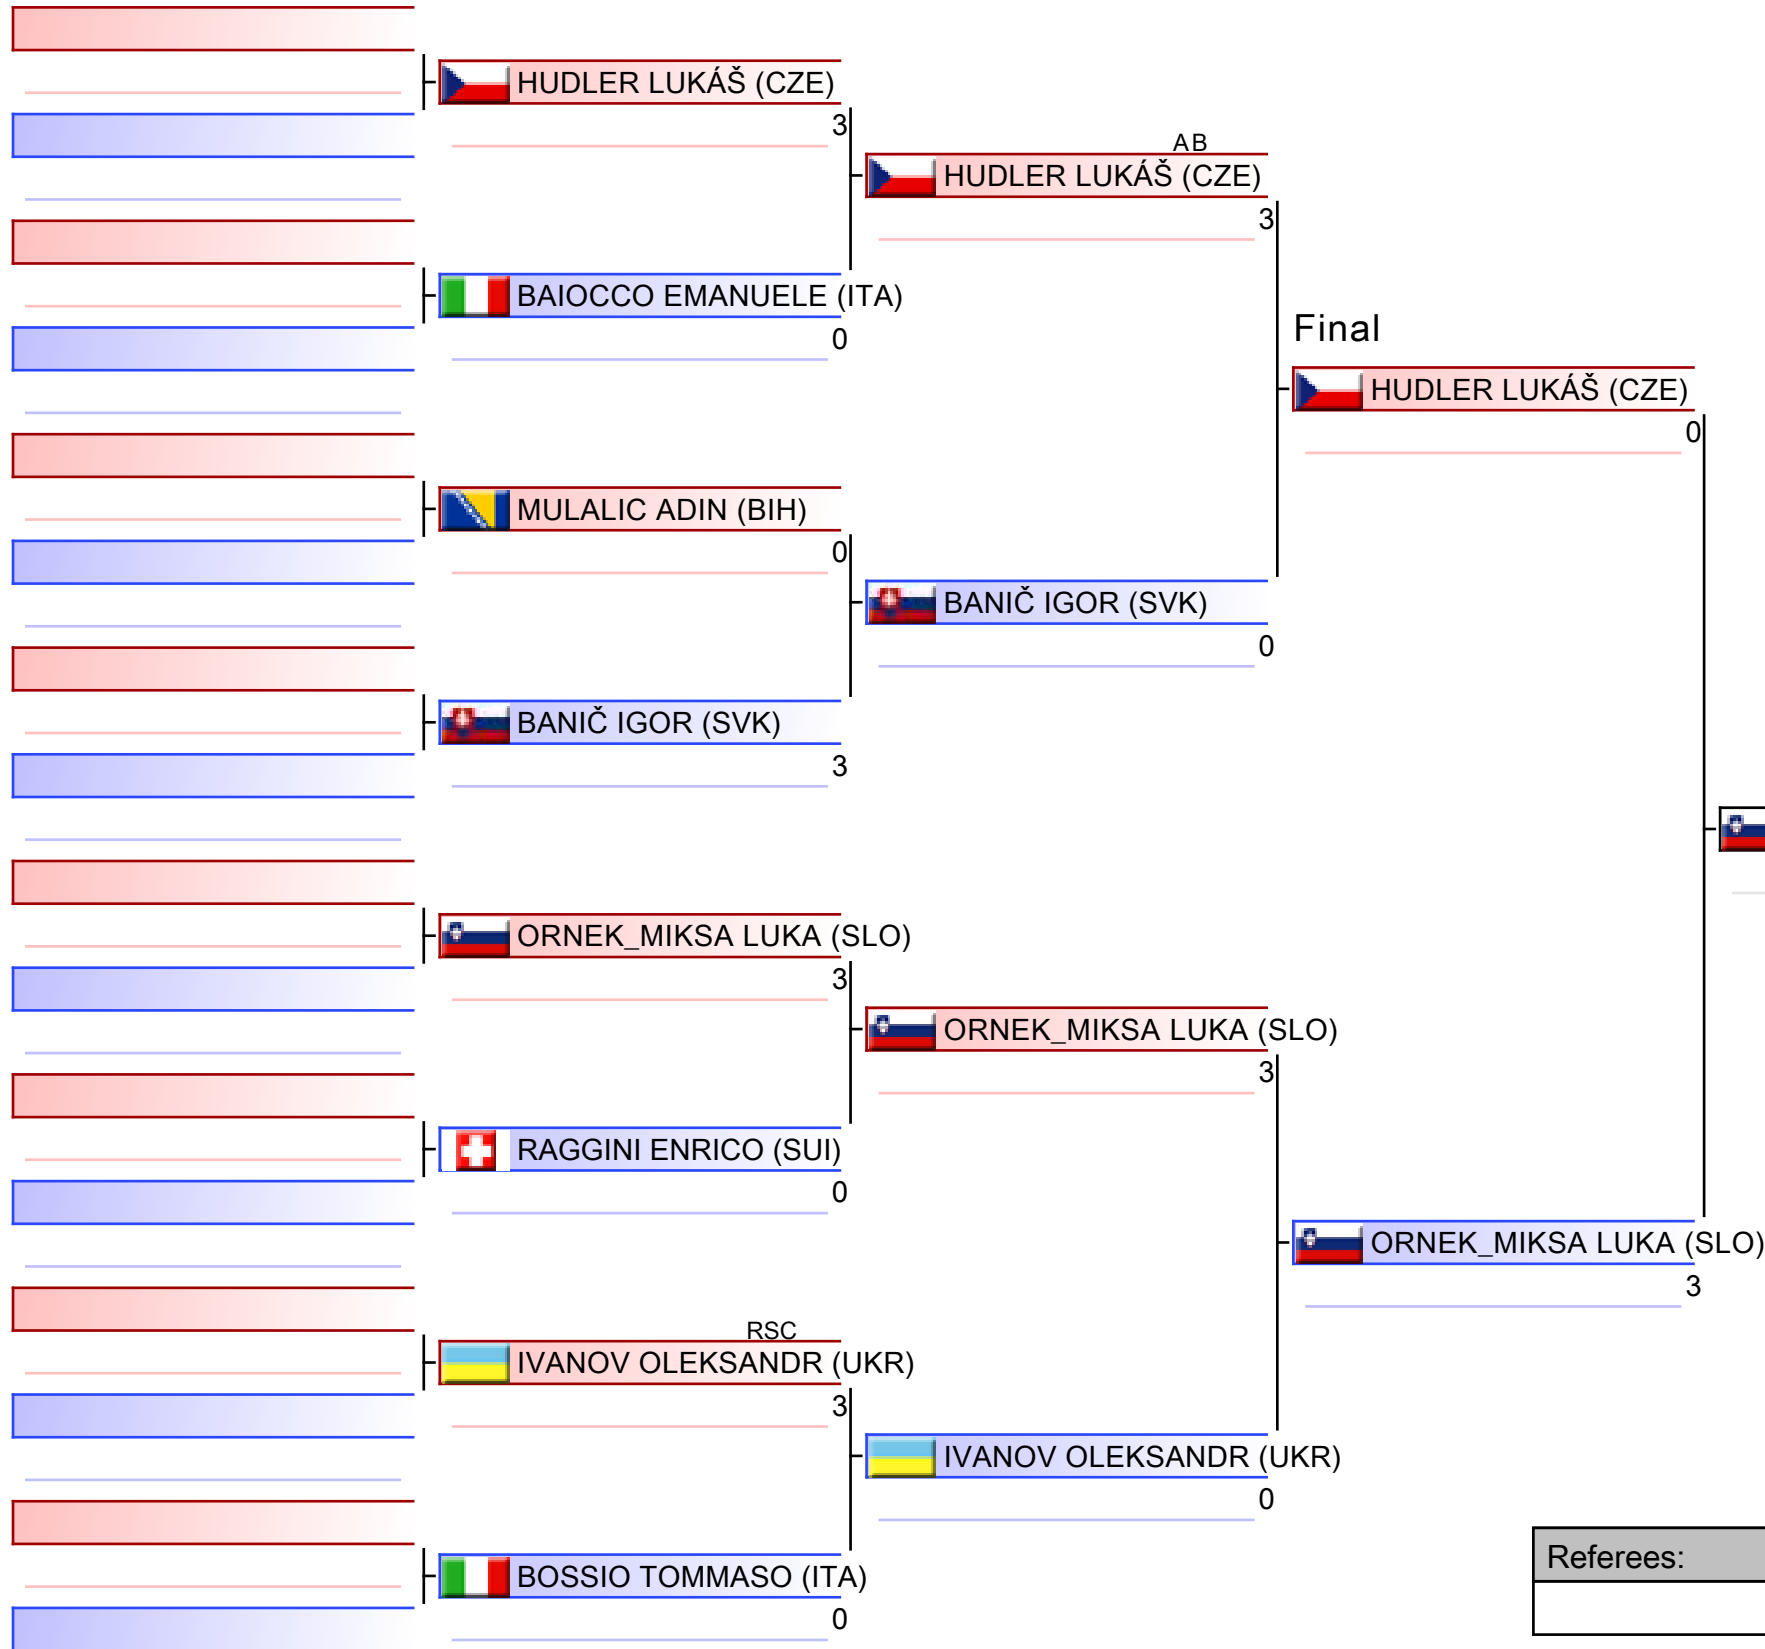 HUDLER LUKÁŠ (CZE)
3
AB
HUDLER LUKÁŠ (CZE)
3
BAIOCCO EMANUELE (ITA)
0
Final
HUDLER LUKÁŠ (CZE)
0
MULALIC ADIN (BIH)
0
BANIČ IGOR (SVK)
0
BANIČ IGOR (SVK)
3
ORNEK_MIKSA LUKA (SLO)
3
ORNEK_MIKSA LUKA (SLO)
3
RAGGINI ENRICO (SUI)
0
ORNEK_MIKSA LUKA (SLO)
3
RSC
IVANOV OLEKSANDR (UKR)
3
IVANOV OLEKSANDR (UKR)
0
BOSSIO TOMMASO (ITA)
0
Referees: